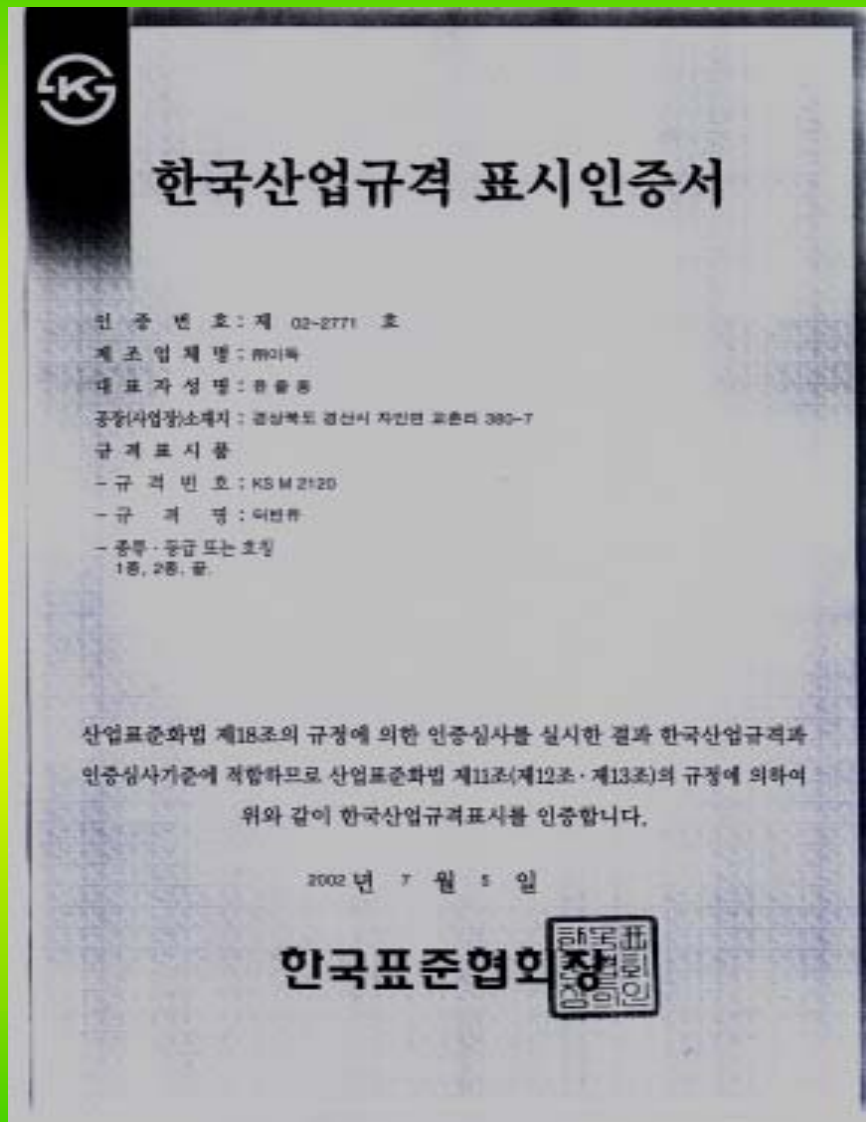 한국산업규격 표시인증서
인증번호 : 제 02-2771 호
제조업체명 : ㈜이득
대표자성명 :
공장(사업장)소재지 : 경상북도 경산시 자인면 교촌리 380-7
규격표시품
- 규격번호 : KS M 2120
- 규격명 :
- 종류·등급 또는 호칭
1종, 2종, 끝.
산업표준화법 제18조의 규정에 의한 인증심사를 실시한 결과 한국산업규격과
인증심사기준에 적합하므로 산업표준화법 제11조(제12조·제13조)의 규정에 의하여
위와 같이 한국산업규격표시를 인증합니다.
2002 년 7 월 5 일
한국표준협회장